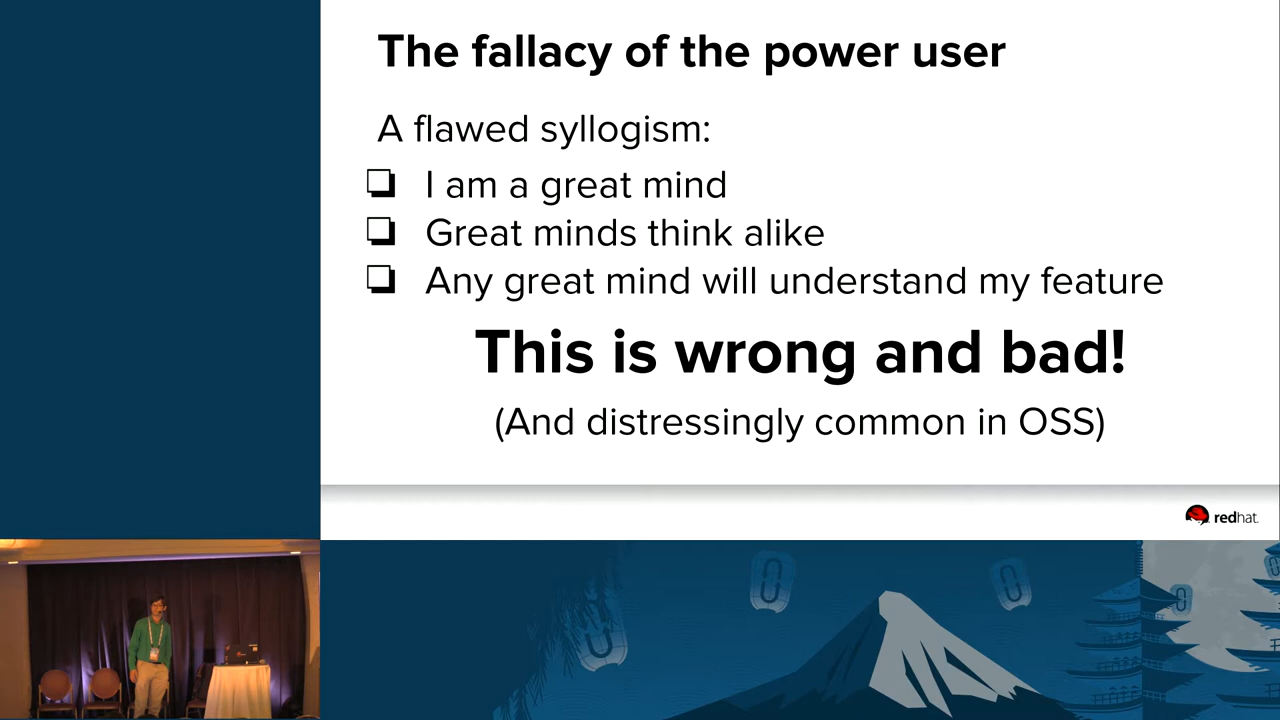 The fallacy of the power user
A flawed syllogism:
I am a great mind
Great minds think alike
Any great mind will understand my feature
This is wrong and bad!
(And distressingly common in OSS)
redhat.